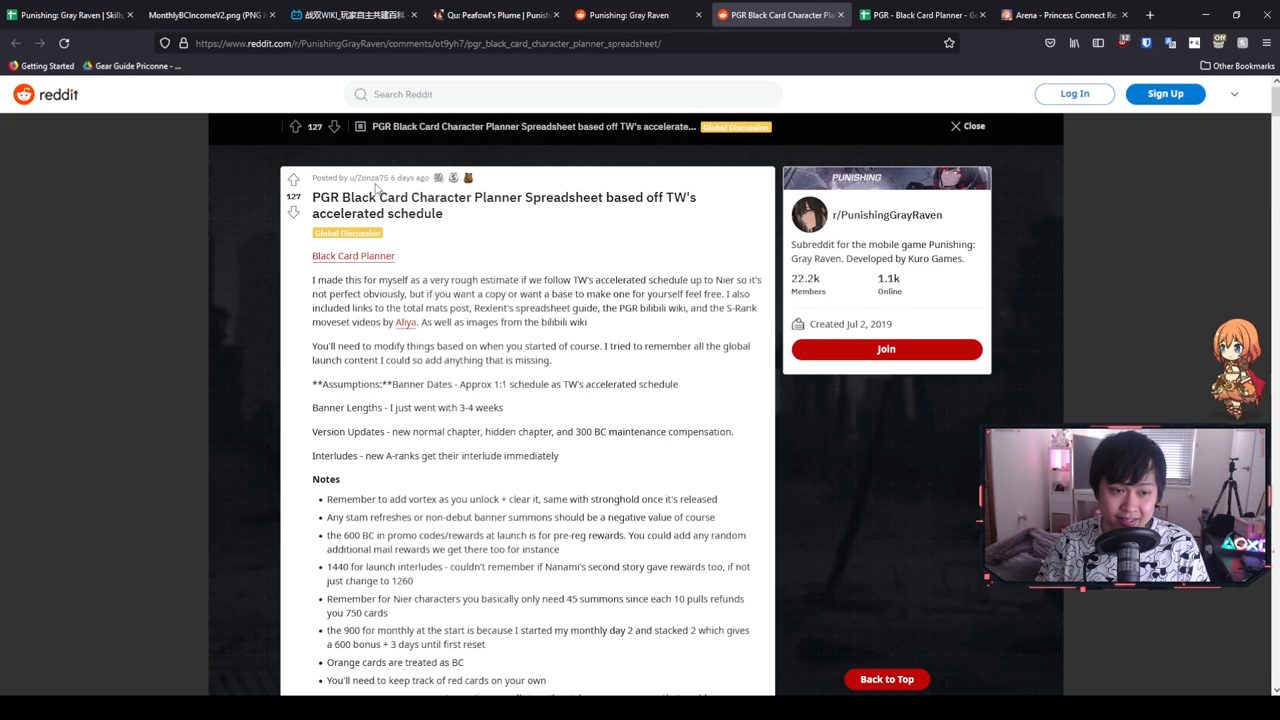 Punishing: Gray Raven | Skills,
MonthlyBCIncomeV2.png (PNG I
战双WIKI_玩家自主共建百科
Qu: Peafowl's Plume | Punish
Punishing: Gray Raven
PGR Black Card Character Pla
PGR - Black Card Planner - Go
Arena - Princess Connect Re
https://www.reddit.com/r/PunishingGrayRaven/comments/ot9yh7/pgr_black_card_character_planner_spreadsheet/
12
Off
Getting Started
Gear Guide Priconne - ...
Other Bookmarks
reddit
Search Reddit
Log In
Sign Up
127
PGR Black Card Character Planner Spreadsheet based off TW's accelerate...
Global Discussion
Close
Posted by u/Zonza75 6 days ago
127
PGR Black Card Character Planner Spreadsheet based off TW's
accelerated schedule
Global Discussion
Black Card Planner
I made this for myself as a very rough estimate if we follow TW's accelerated schedule up to Nier so it's
not perfect obviously, but if you want a copy or want a base to make one for yourself feel free. I also
included links to the total mats post, Rexlent's spreadsheet guide, the PGR bilibili wiki, and the S-Rank
moveset videos by Aliya. As well as images from the bilibili wiki
You'll need to modify things based on when you started of course. I tried to remember all the global
launch content I could so add anything that is missing.
**Assumptions:**Banner Dates - Approx 1:1 schedule as TW's accelerated schedule
Banner Lengths - I just went with 3-4 weeks
Version Updates - new normal chapter, hidden chapter, and 300 BC maintenance compensation.
Interludes - new A-ranks get their interlude immediately
Notes
• Remember to add vortex as you unlock + clear it, same with stronghold once it's released
• Any stam refreshes or non-debut banner summons should be a negative value of course
• the 600 BC in promo codes/rewards at launch is for pre-reg rewards. You could add any random
additional mail rewards we get there too for instance
• 1440 for launch interludes - couldn't remember if Nanami's second story gave rewards too, if not
just change to 1260
• Remember for Nier characters you basically only need 45 summons since each 10 pulls refunds
you 750 cards
• the 900 for monthly at the start is because I started my monthly day 2 and stacked 2 which gives
a 600 bonus + 3 days until first reset
• Orange cards are treated as BC
• You'll need to keep track of red cards on your own
PUNISHING
r/PunishingGrayRaven
Subreddit for the mobile game Punishing:
Gray Raven. Developed by Kuro Games.
22.2k
1.1k
Members
Online
Created Jul 2, 2019
Join
Back to Top